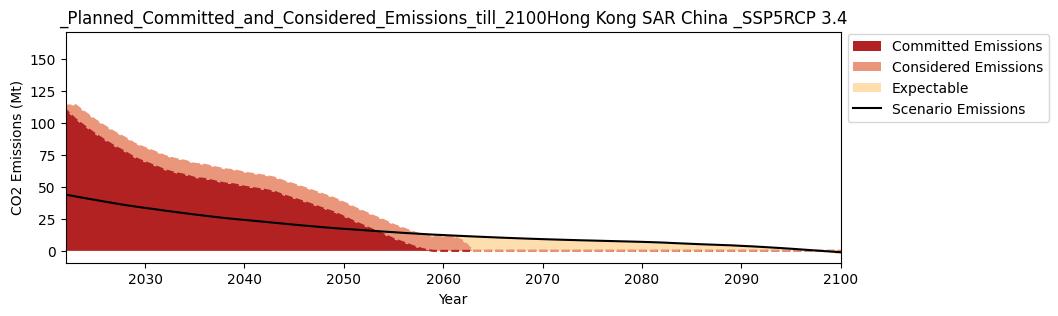 _Planned_Committed_and_Considered_Emissions_till_2100Hong Kong SAR China _SSP5RCP 3.4
CO2 Emissions (Mt)
150
125
100
75
50
25
0
2030 2040 2050 2060 2070 2080 2090 2100
Year
Committed Emissions
Considered Emissions
Expectable
Scenario Emissions